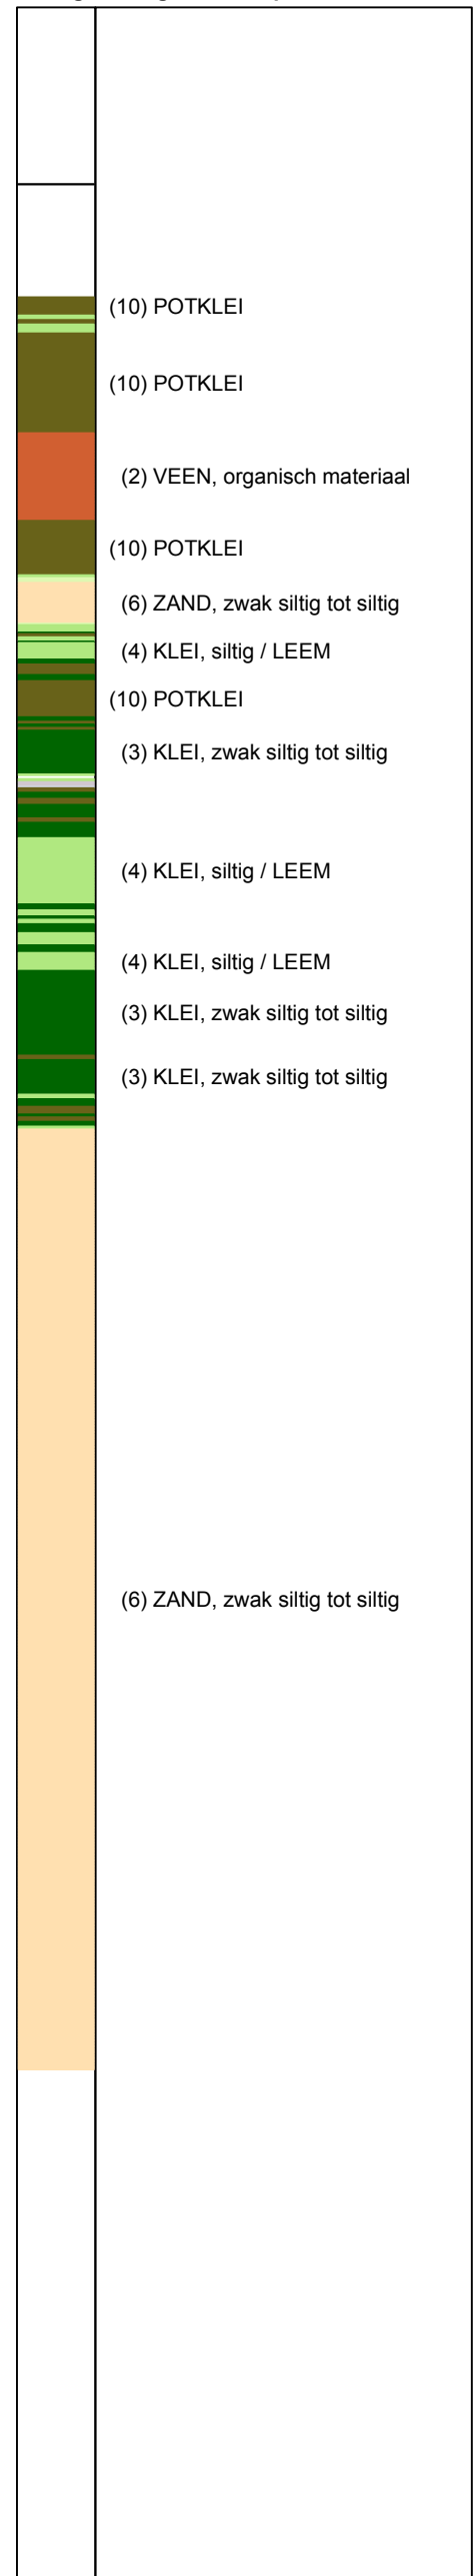 (10) POTKLEI
(10) POTKLEI
(2) VEEN, organisch materiaal
(10) POTKLEI
(6) ZAND, zwak siltig tot siltig
(4) KLEI, siltig / LEEM
(10) POTKLEI
(3) KLEI, zwak siltig tot siltig
(4) KLEI, siltig / LEEM
(4) KLEI, siltig / LEEM
(3) KLEI, zwak siltig tot siltig
(3) KLEI, zwak siltig tot siltig
(6) ZAND, zwak siltig tot siltig